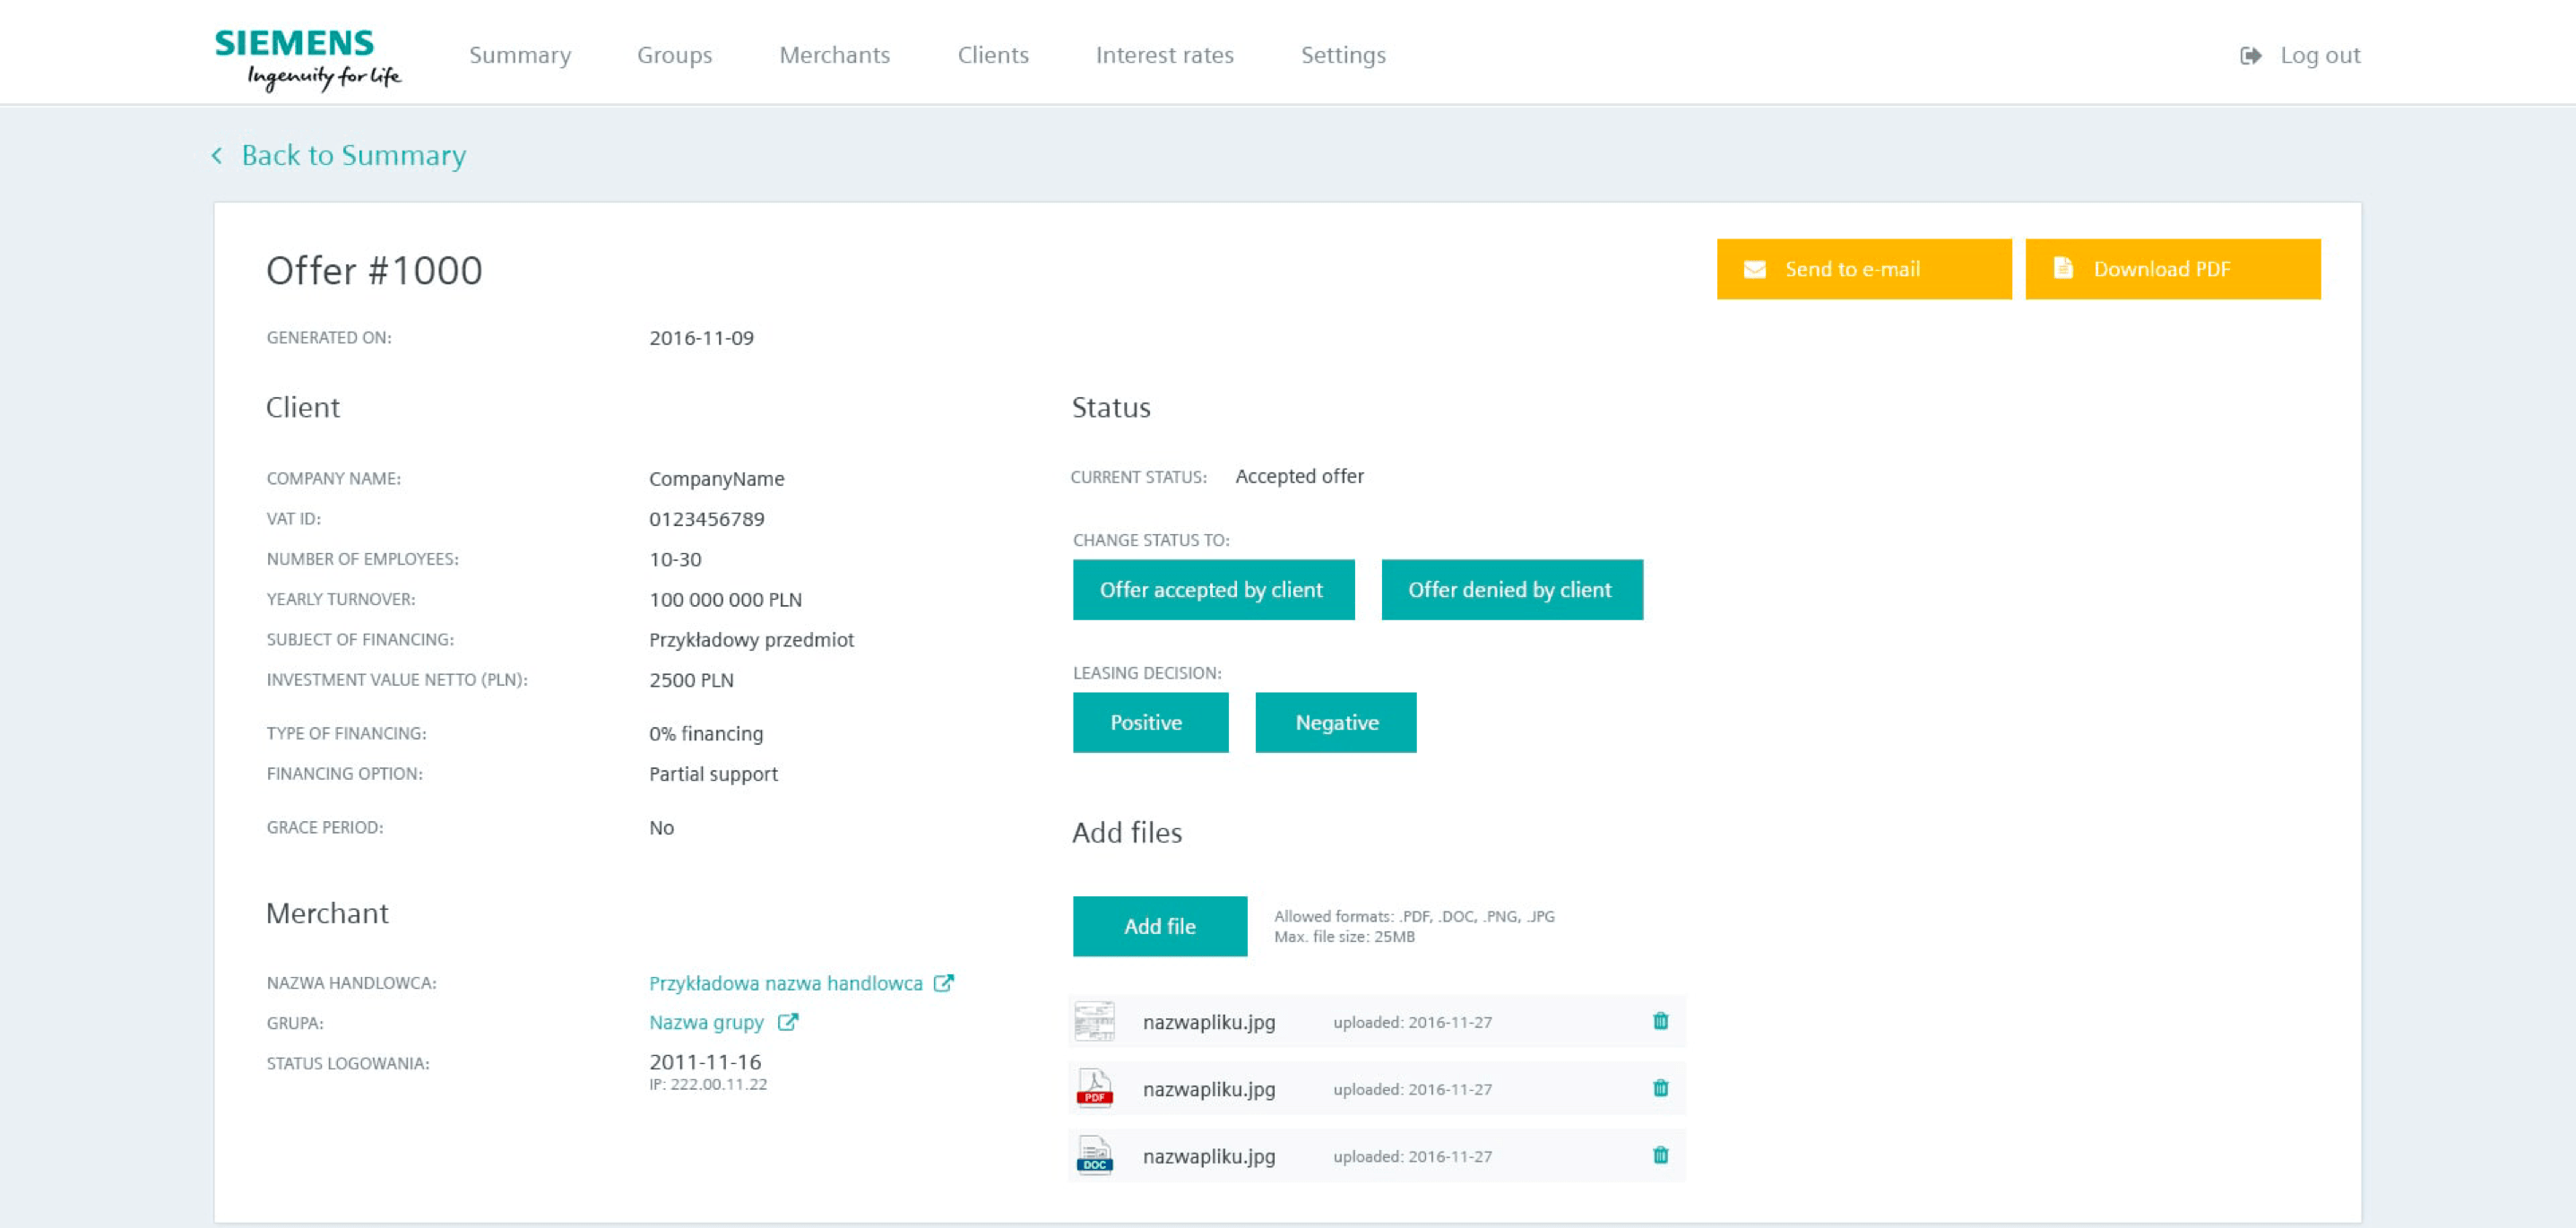 SIEMENS
Ingenuity for life
Summary Groups Merchants Clients Interest rates Settings Log out
Back to Summary
Offer #1000
Send to e-mail Download PDF
GENERATED ON: 2016-11-09
Client
COMPANY NAME: CompanyName
VAT ID: 0123456789
NUMBER OF EMPLOYEES: 10-30
YEARLY TURNOVER: 100 000 000 PLN
SUBJECT OF FINANCING: Przykładowy przedmiot
INVESTMENT VALUE NETTO (PLN): 2500 PLN
TYPE OF FINANCING: 0% financing
FINANCING OPTION: Partial support
GRACE PERIOD: No
Merchant
NAZWA HANDLOWCA: Przykładowa nazwa handlowca
GRUPA: Nazwa grupy
STATUS LOGOWANIA: 2011-11-16
IP: 222.00.11.22
Status
CURRENT STATUS: Accepted offer
CHANGE STATUS TO:
Offer accepted by client Offer denied by client
LEASING DECISION:
Positive Negative
Add files
Add file
Allowed formats: .PDF, .DOC, .PNG, .JPG
Max. file size: 25MB
nazwapliku.jpg uploaded: 2016-11-27
PDF nazwapliku.jpg uploaded: 2016-11-27
DOC nazwapliku.jpg uploaded: 2016-11-27